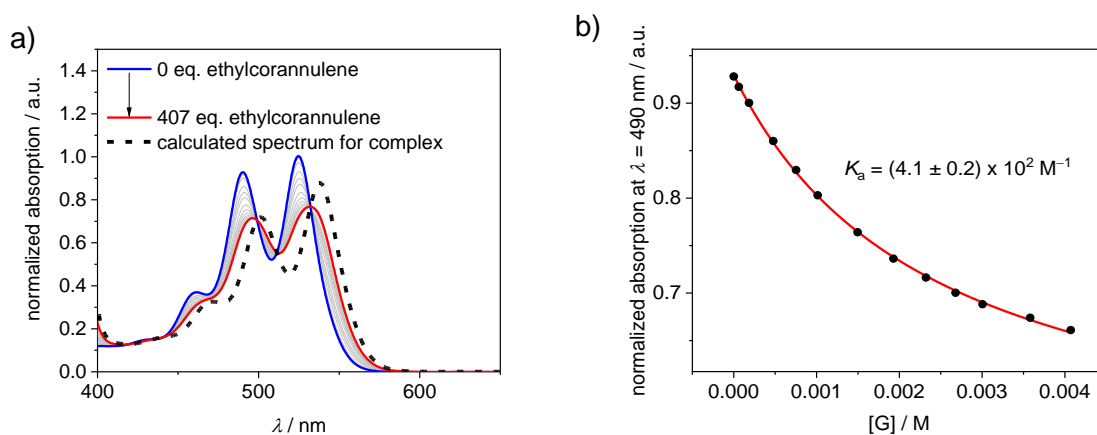 a)
normalized absorption / a.u.
1.4
1.2
1.0
0.8
0.6
0.4
0.2
0.0
400
500
600
λ / nm
0 eq. ethylcorannulene
407 eq. ethylcorannulene
calculated spectrum for complex
b)
normalized absorption at λ = 490 nm / a.u.
0.9
0.8
0.7
0.000
0.001
0.002
0.003
0.004
[G] / M
Kₐ = (4.1 ± 0.2) x 10² M⁻¹